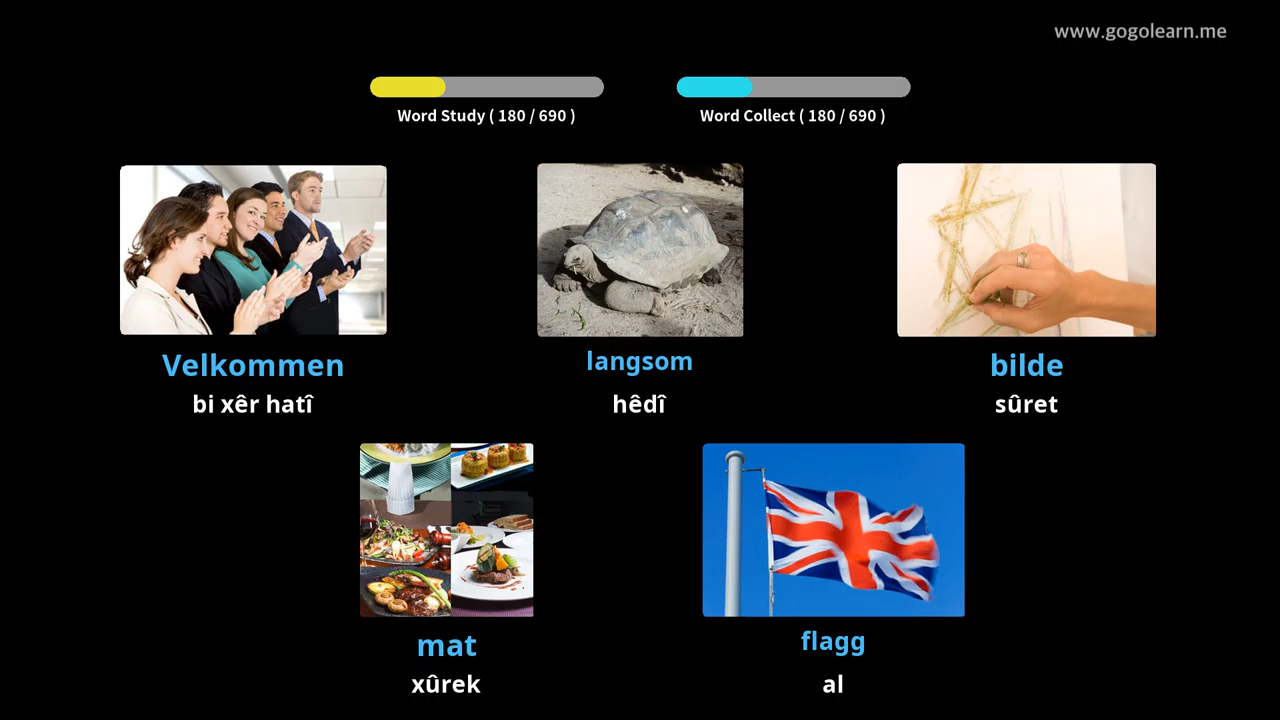 www.gogolearn.me
Word Study ( 180 / 690 )
Word Collect ( 180 / 690 )
Velkommen
bi xêr hatî
langsom
hêdî
bilde
sûret
mat
xûrek
flagg
al